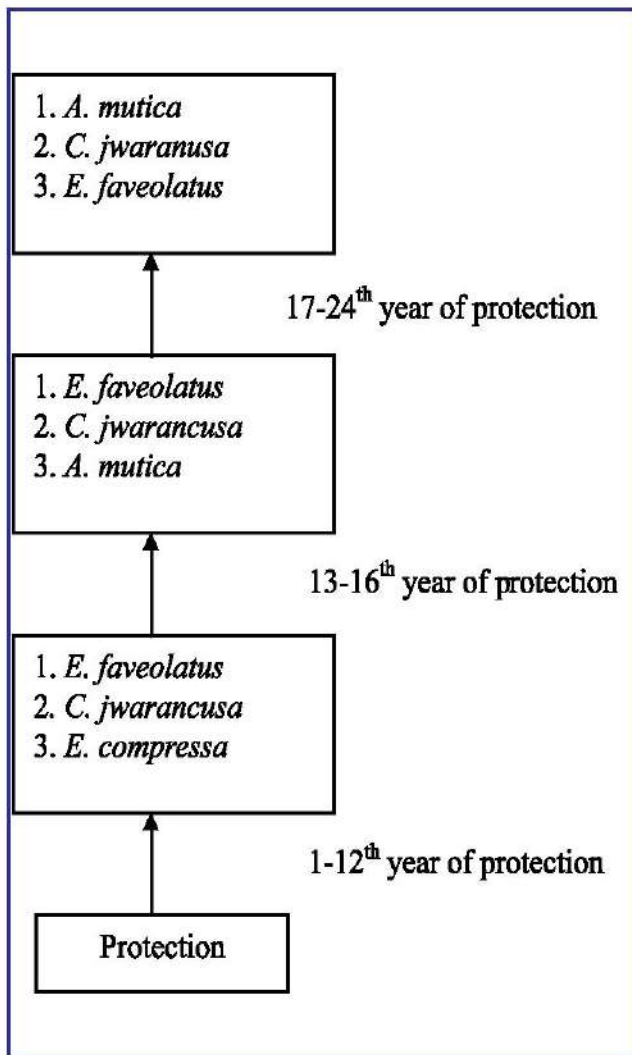 1. A. mutica
2. C. jwaranusa
3. E. faveolatus
17-24th year of protection
1. E. faveolatus
2. C. jwarancusa
3. A. mutica
13-16th year of protection
1. E. faveolatus
2. C. jwarancusa
3. E. compressa
1-12th year of protection
Protection